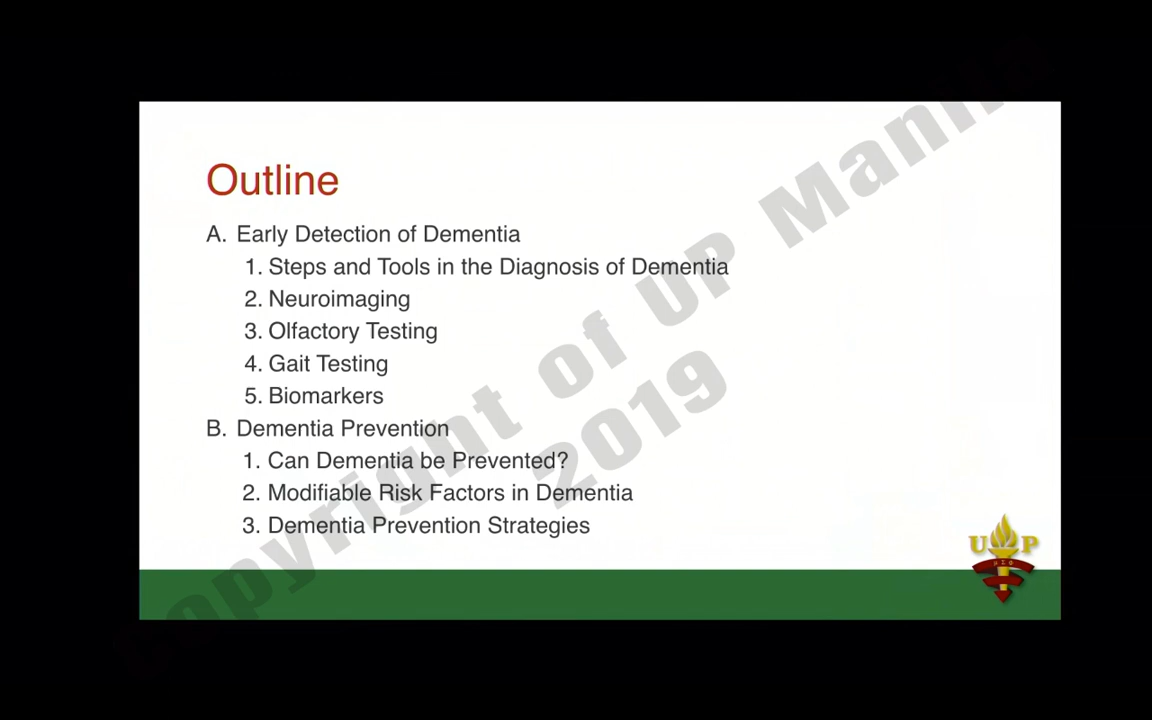 Outline
A. Early Detection of Dementia
1. Steps and Tools in the Diagnosis of Dementia
2. Neuroimaging
3. Olfactory Testing
4. Gait Testing
5. Biomarkers
B. Dementia Prevention
1. Can Dementia be Prevented?
2. Modifiable Risk Factors in Dementia
3. Dementia Prevention Strategies
Copyright of UP Manila
2019
U P
ΜΣΦ